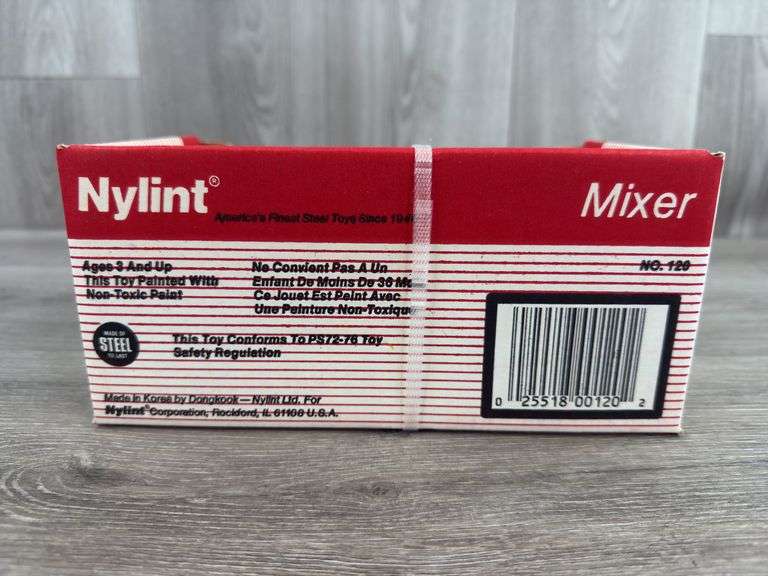 Nylint®
America's Finest Steel Toys Since 194
Mixer
Ages 3 And Up
This Toy Painted With
Non-Toxic Paint
Ne Convient Pas A Un
Enfant De Moins De 36 Mo
Ce Jouet Est Peint Avec
Une Peinture Non-Toxique
NO. 120
MADE OF
STEEL
TO LAST
This Toy Conforms To PS72-76 Toy
Safety Regulation
Made in Korea by Dongkook — Nylint Ltd. For
Nylint® Corporation, Rockford, IL 61108 U.S.A.
0 25518 00120 2